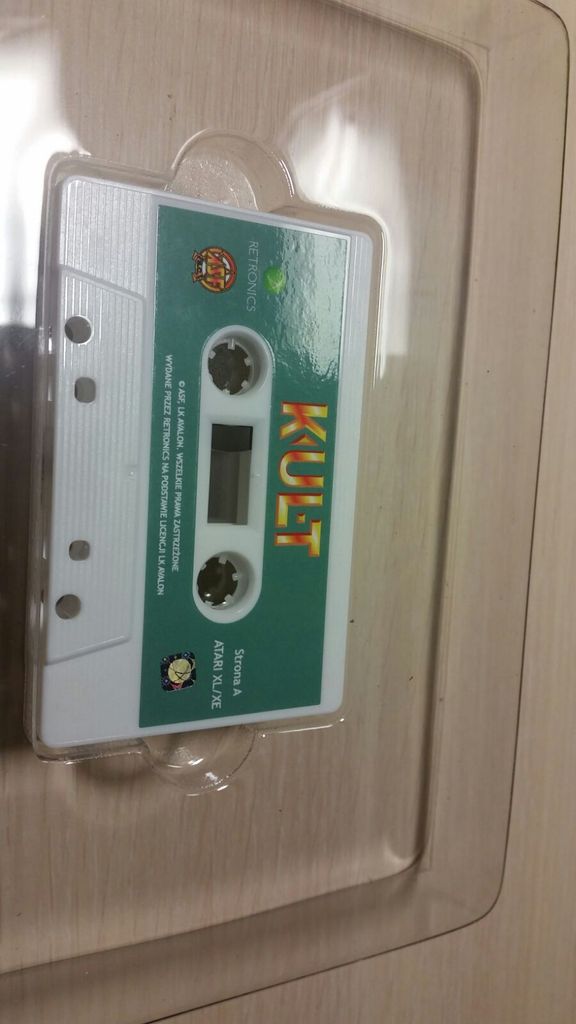 RETRONICS
ASF
KULT
Strona A
ATARI XL/XE
© ASF, LK AVALON. WSZELKIE PRAWA ZASTRZEŻONE
WYDANE PRZEZ RETRONICS NA PODSTAWIE LICENCJI LK AVALON